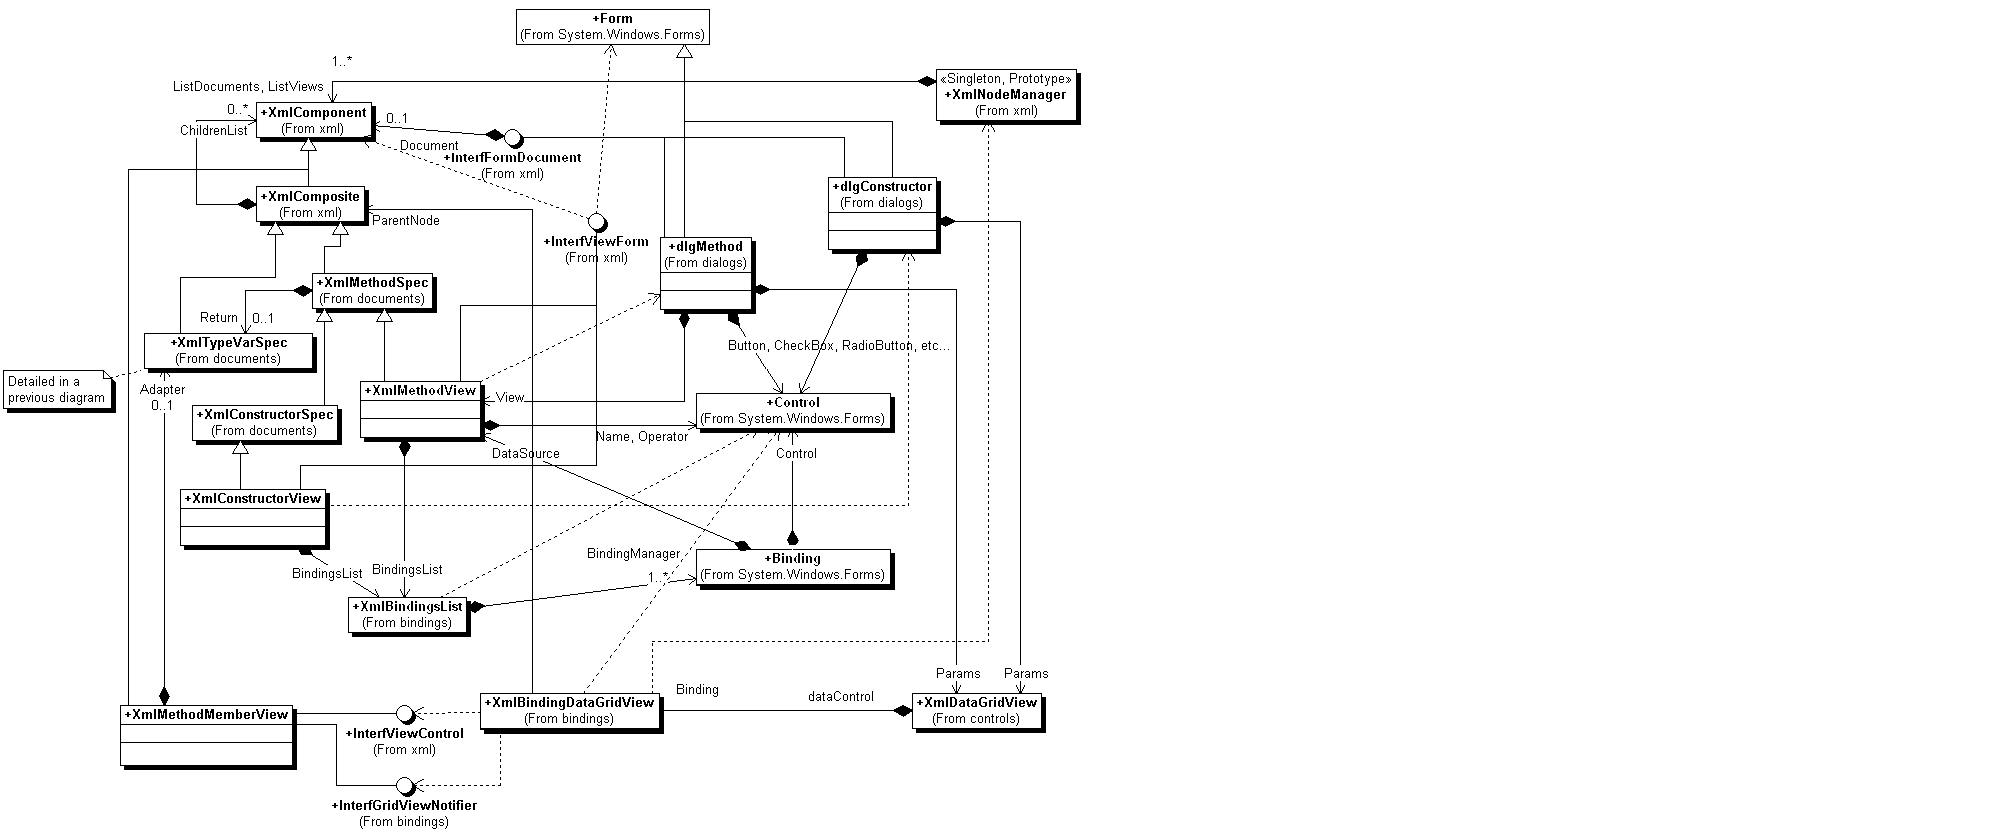 +Form
(From System.Windows.Forms)
1..*
ListDocuments, ListViews
«Singleton, Prototype»
+XmlNodeManager
(From xml)
0..*
ChildrenList
+XmlComponent
(From xml)
0..1
Document
+InterfFormDocument
(From xml)
+XmlComposite
(From xml)
ParentNode
+dlgConstructor
(From dialogs)
+InterfViewForm
(From xml)
+dlgMethod
(From dialogs)
+XmlMethodSpec
(From documents)
Return
0..1
+XmlTypeVarSpec
(From documents)
Button, CheckBox, RadioButton, etc...
Detailed in a
previous diagram
Adapter
0..1
+XmlMethodView
View
+Control
(From System.Windows.Forms)
+XmlConstructorSpec
(From documents)
Name, Operator
DataSource
Control
+XmlConstructorView
BindingManager
+Binding
(From System.Windows.Forms)
BindingsList
BindingsList
1..*
+XmlBindingsList
(From bindings)
Params
Params
Binding
dataControl
+XmlMethodMemberView
+InterfViewControl
(From xml)
+XmlBindingDataGridView
(From bindings)
+XmlDataGridView
(From controls)
+InterfGridViewNotifier
(From bindings)